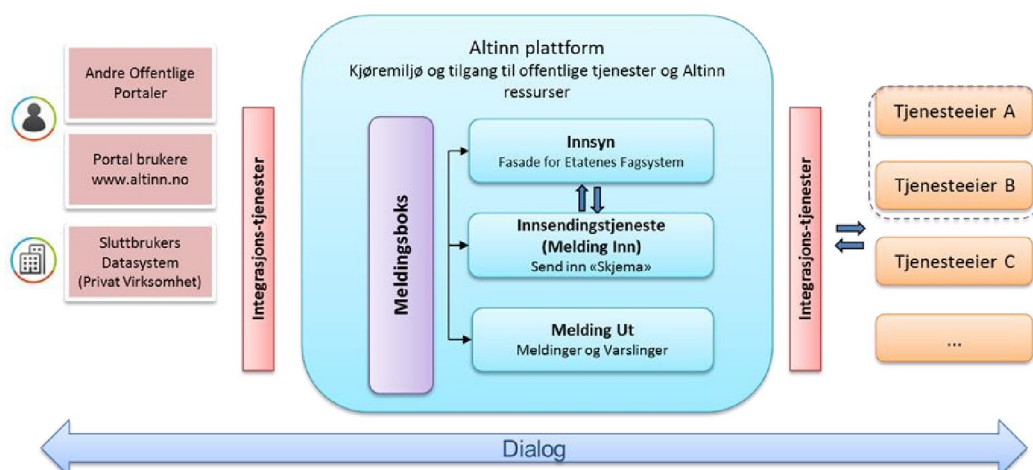 Andre Offentlige
Portaler
Portal brukere
www.altinn.no
Sluttbrukers
Datasystem
(Privat Virksomhet)
Integrasjons-tjenester
Altinn plattform
Kjøremiljø og tilgang til offentlige tjenester og Altinn
ressurser
Meldingsboks
Innsyn
Fasade for Etatenes Fagsystem
Innsendingstjeneste
(Melding Inn)
Send inn «Skjema»
Melding Ut
Meldinger og Varslinger
Integrasjons-tjenester
Tjenesteeier A
Tjenesteeier B
Tjenesteeier C
...
Dialog